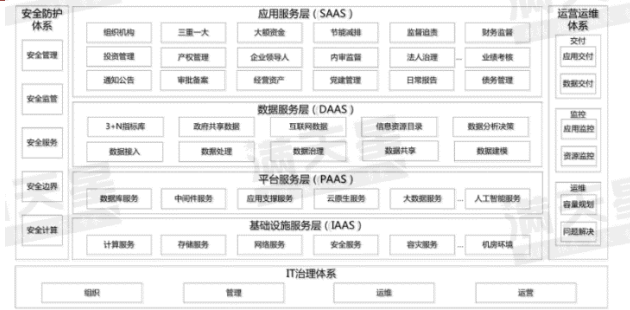 安全防护体系
安全管理
安全监管
安全服务
安全边界
安全计算
应用服务层(SAAS)
组织机构 三重一大 大额资金 节能减排 监督追责 财务监督
投资管理 产权管理 企业领导人 内审监督 法人治理 ... 业绩考核
通知公告 审批备案 经营资产 党建管理 日常报告 债务管理
数据服务层(DAAS)
3+N指标库 政府共享数据 互联网数据 信息资源目录 数据分析决策
数据接入 数据处理 数据治理 数据共享 数据建模
平台服务层(PAAS)
数据库服务 中间件服务 应用支撑服务 云原生服务 大数据服务 ... 人工智能服务
基础设施服务层(IAAS)
计算服务 存储服务 网络服务 安全服务 容灾服务 ... 机房环境
运营运维体系
交付
应用交付
数据交付
监控
应用监控
资源监控
运维
容量规划
问题解决
IT治理体系
组织 管理 运维 运营
满天星